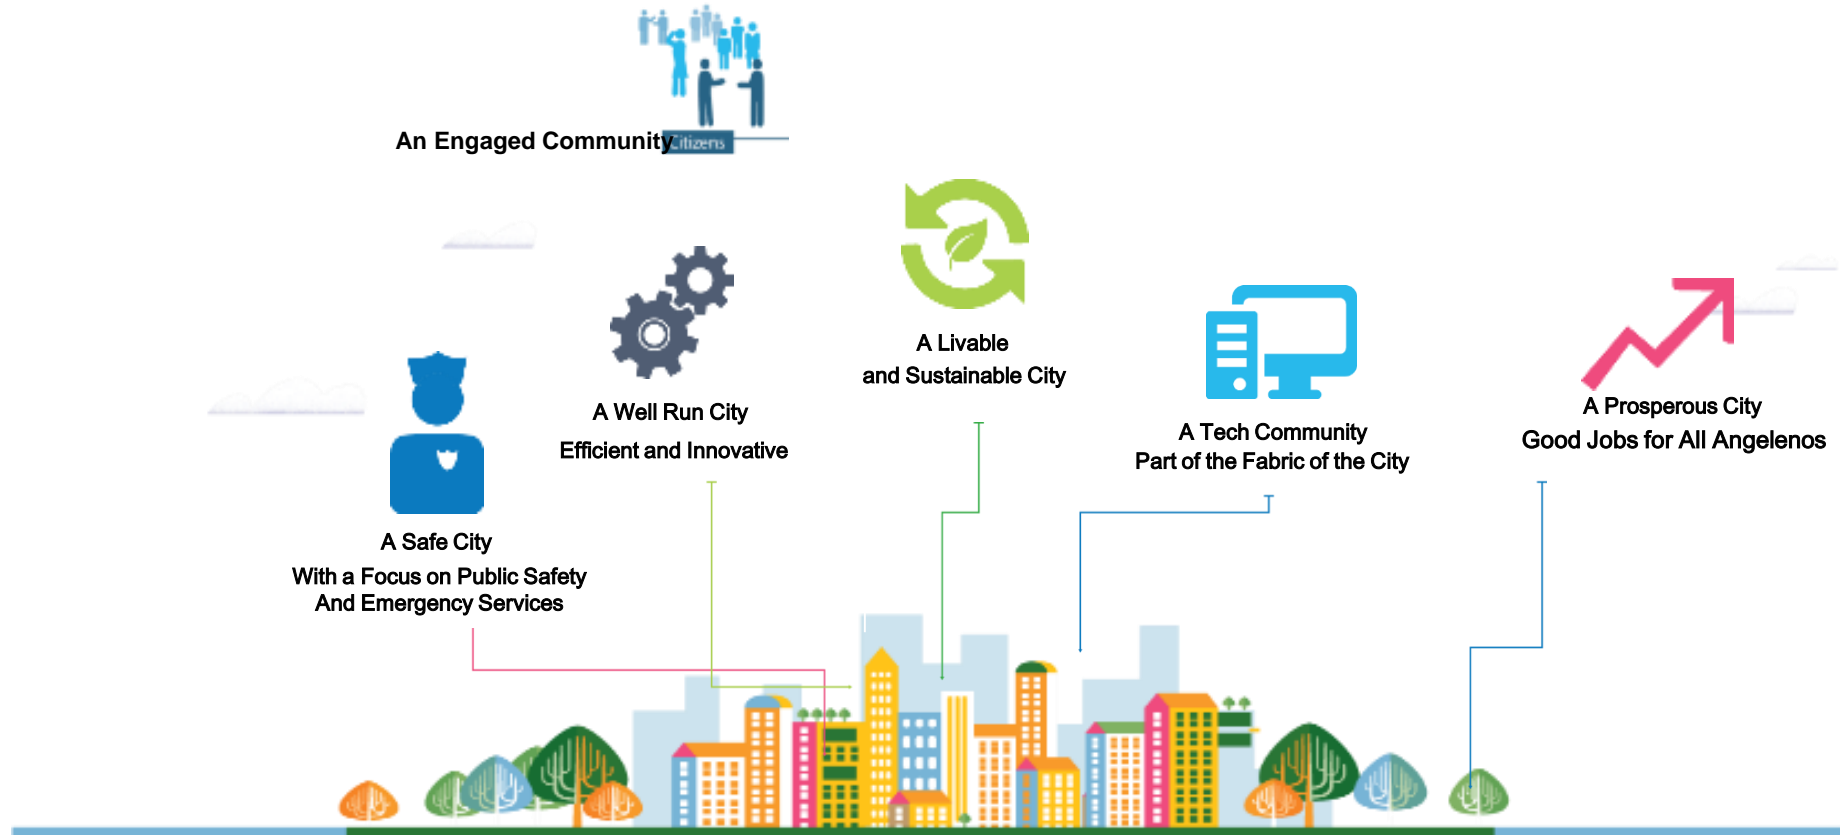 An Engaged Community
Citizens
A Livable
and Sustainable City
A Well Run City
Efficient and Innovative
A Tech Community
Part of the Fabric of the City
A Prosperous City
Good Jobs for All Angelenos
A Safe City
With a Focus on Public Safety
And Emergency Services